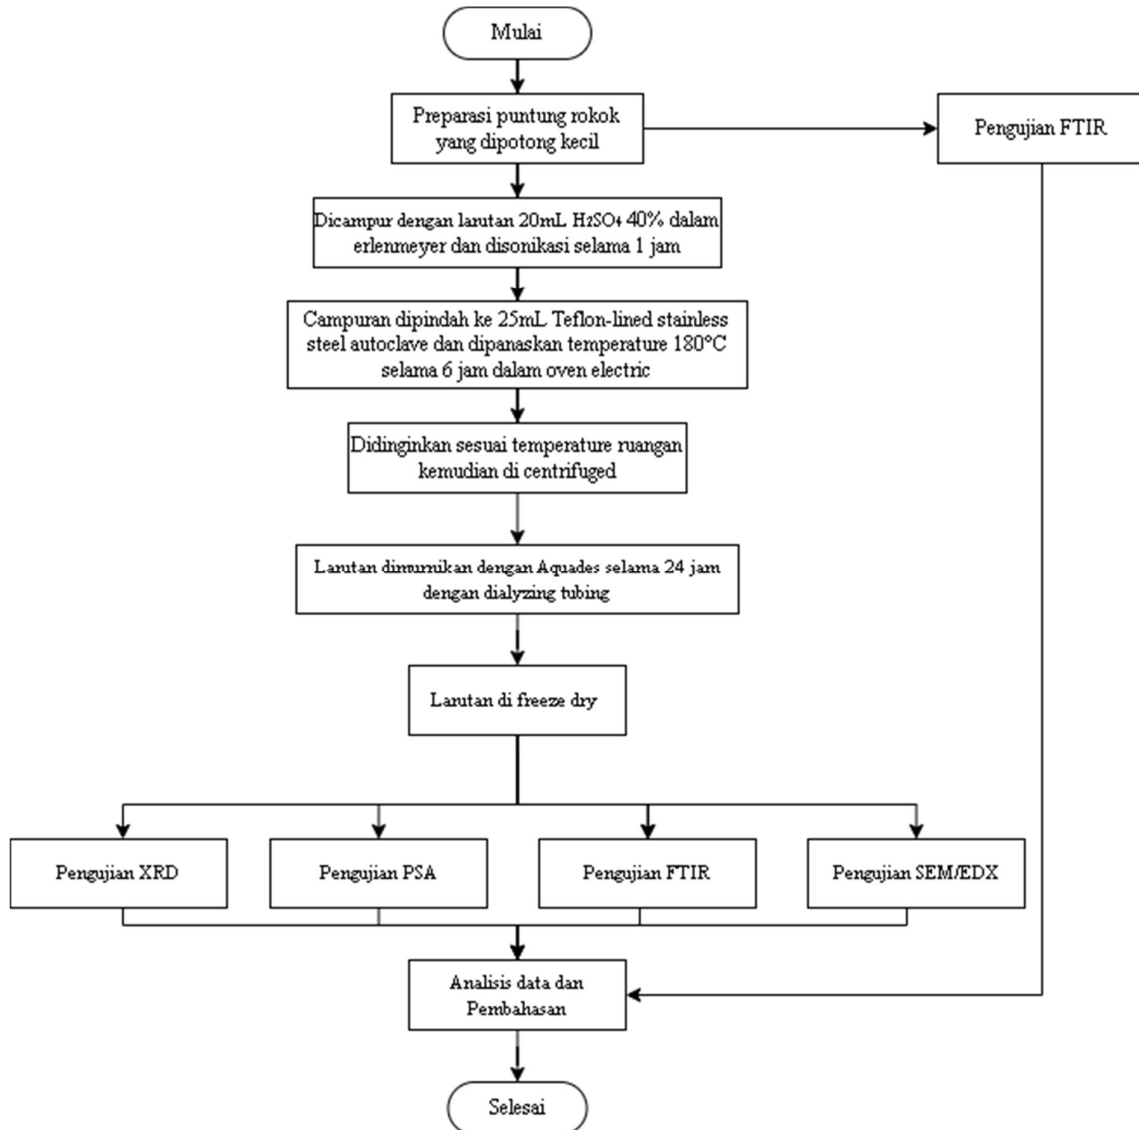 Mulai
Preparasi puntung rokok
yang dipotong kecil
Pengujian FTIR
Dicampur dengan larutan 20mL H₂SO₄ 40% dalam
erlenmeyer dan disonikasi selama 1 jam
Campuran dipindah ke 25mL Teflon-lined stainless
steel autoclave dan dipanaskan temperature 180°C
selama 6 jam dalam oven electric
Didinginkan sesuai temperature ruangan
kemudian di centrifuged
Larutan dimurnikan dengan Aquades selama 24 jam
dengan dialyzing tubing
Larutan di freeze dry
Pengujian XRD
Pengujian PSA
Pengujian FTIR
Pengujian SEM/EDX
Analisis data dan
Pembahasan
Selesai